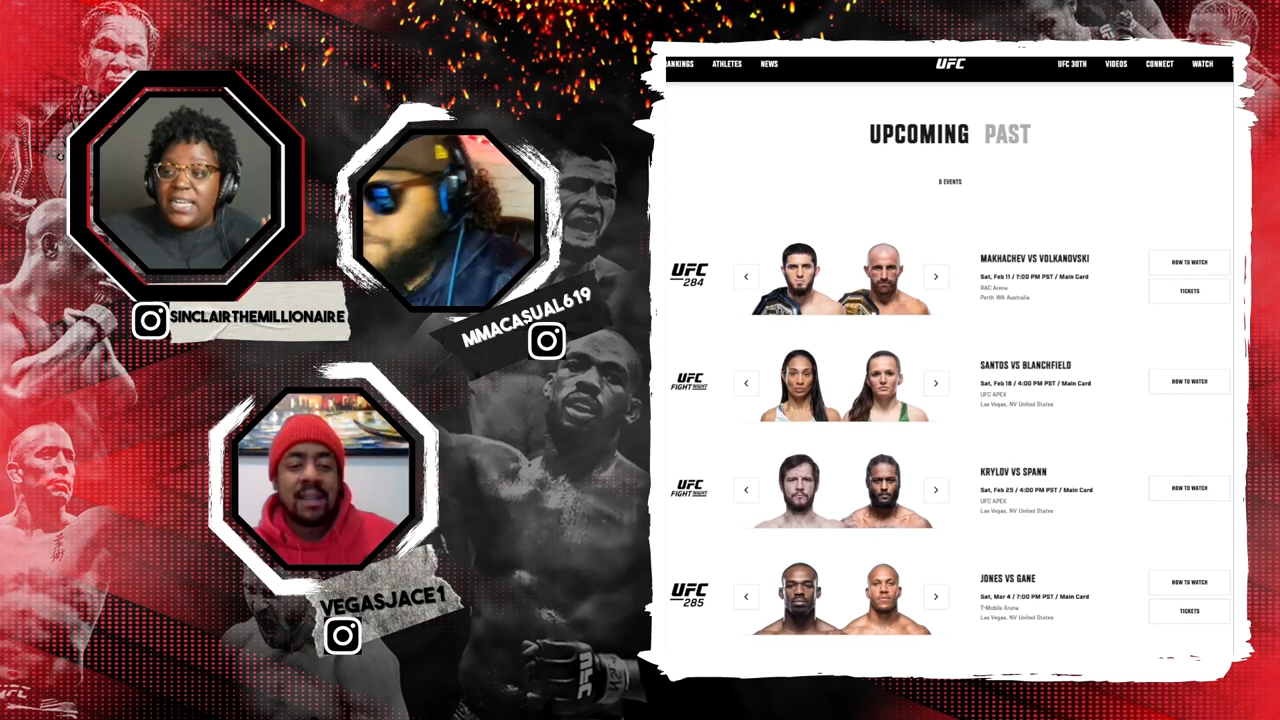 SINCLAIRTHEMILLIONAIRE
MMACASUAL619
VEGASJACE1
ANKINGS ATHLETES NEWS UFC UFC 30TH VIDEOS CONNECT WATCH
UPCOMING PAST
8 EVENTS
UFC 284
MAKHACHEV VS VOLKANOVSKI
Sat, Feb 11 / 7:00 PM PST / Main Card
RAC Arena
Perth WA Australia
HOW TO WATCH
TICKETS
UFC FIGHT NIGHT
SANTOS VS BLANCHFIELD
Sat, Feb 18 / 4:00 PM PST / Main Card
UFC APEX
Las Vegas, NV United States
HOW TO WATCH
UFC FIGHT NIGHT
KRYLOV VS SPANN
Sat, Feb 25 / 4:00 PM PST / Main Card
UFC APEX
Las Vegas, NV United States
HOW TO WATCH
UFC 285
JONES VS GANE
Sat, Mar 4 / 7:00 PM PST / Main Card
T-Mobile Arena
Las Vegas, NV United States
HOW TO WATCH
TICKETS
UFC
UFC